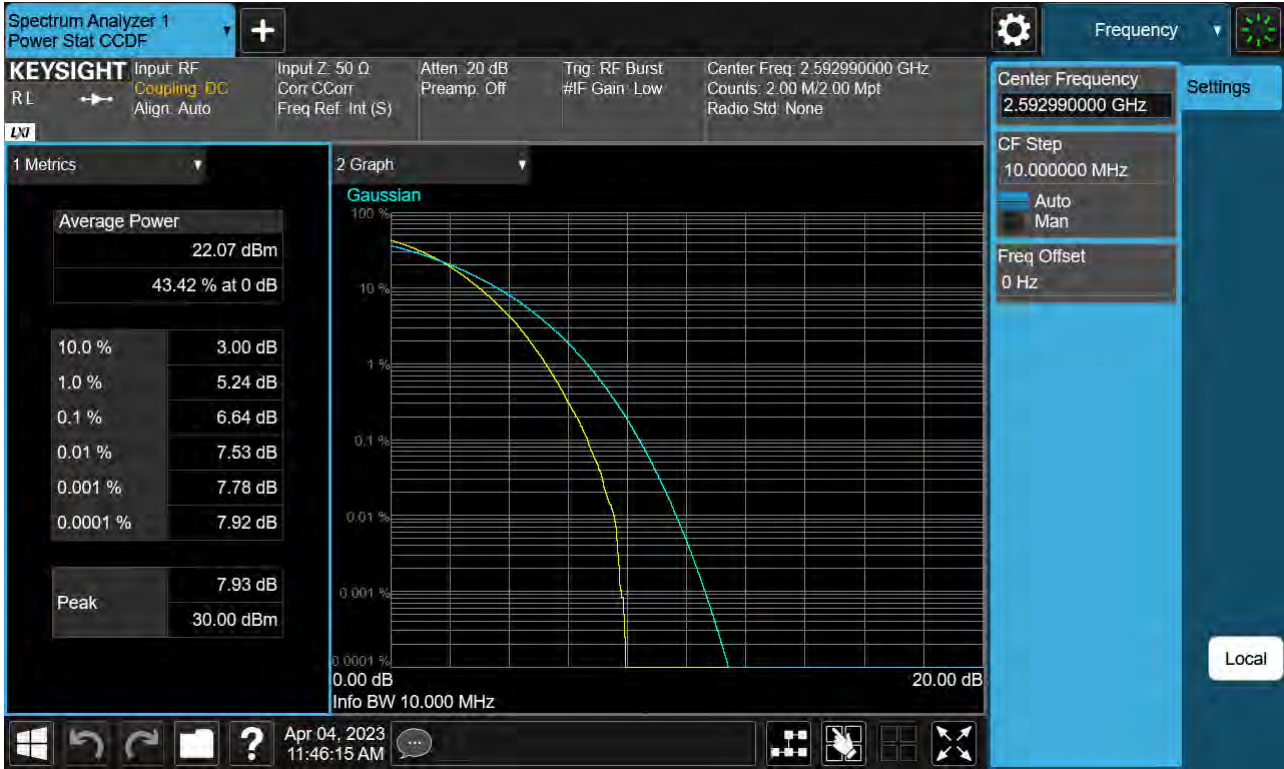 Spectrum Analyzer 1
Power Stat CCDF
Frequency
KEYSIGHT
R L
LXI
Input: RF
Coupling: DC
Align: Auto
Input Z: 50 Ω
Corr CCorr
Freq Ref: Int (S)
Atten: 20 dB
Preamp: Off
Trig: RF Burst
#IF Gain: Low
Center Freq: 2.592990000 GHz
Counts: 2.00 M/2.00 Mpt
Radio Std: None
Center Frequency
2.592990000 GHz
Settings
CF Step
10.000000 MHz
Auto
Man
Freq Offset
0 Hz
1 Metrics
Average Power
22.07 dBm
43.42 % at 0 dB
10.0 % 3.00 dB
1.0 % 5.24 dB
0.1 % 6.64 dB
0.01 % 7.53 dB
0.001 % 7.78 dB
0.0001 % 7.92 dB
Peak
7.93 dB
30.00 dBm
2 Graph
Gaussian
100 %
10 %
1 %
0.1 %
0.01 %
0.001 %
0.0001 %
0.00 dB 20.00 dB
Info BW 10.000 MHz
Local
?
Apr 04, 2023
11:46:15 AM